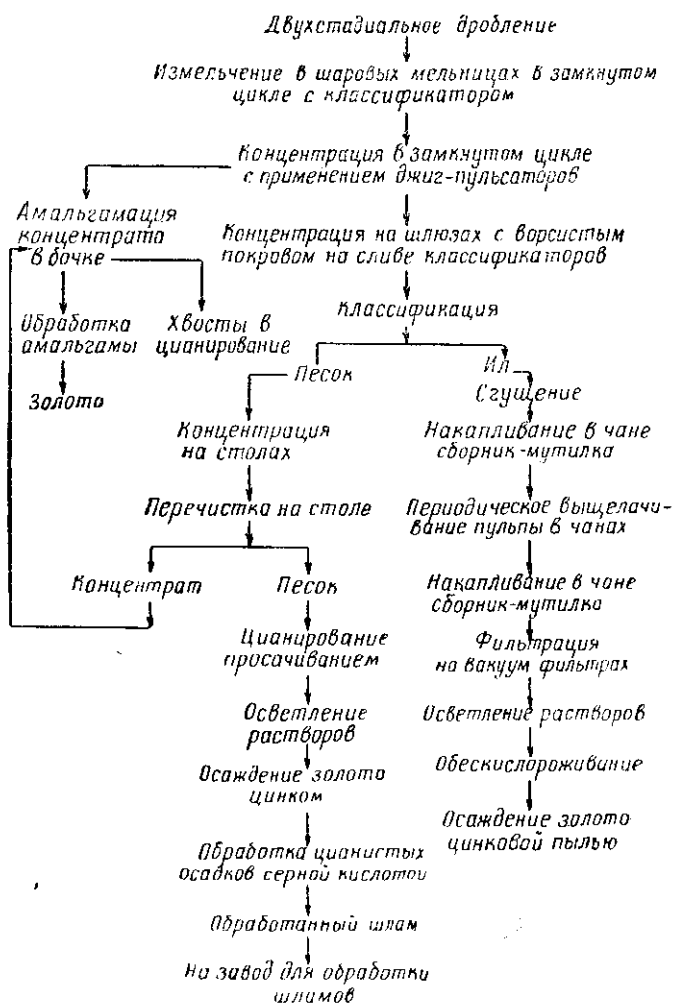 Двухстадиальное дробление
Измельчение в шаровых мельницах в замкнутом
цикле с классификатором
Концентрация в замкнутом цикле
с применением джиг-пульсаторов
Амальгамация
концентрата
в бочке
Концентрация на шлюзах с ворсистым
покровом на сливе классификаторов
Обработка
амальгамы
Хвосты в
цианирование
Золото
Классификация
Песок
Ил
Сгущение
Концентрация
на столах
Накапливание в чане
сборник-мутилка
Перечистка на столе
Периодическое выщелачи-
вание пульпы в чанах
Концентрат
Песок
Накапливание в чане
сборник-мутилка
Цианирование
просачиванием
Фильтрация
на вакуум фильтрах
Осветление
растворов
Осветление растворов
Осаждение золота
цинком
Обескислороживание
Осаждение золота
цинковой пылью
Обработка цианистых
осадков серной кислотой
Обработанный шлам
На завод для обработки
шламов